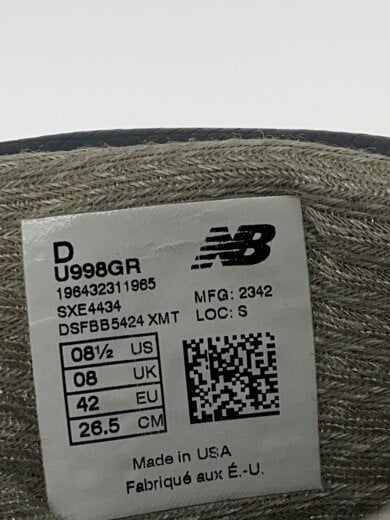 D
U998GR
196432311965
SXE4434
DSFBB5424 XMT
NB
MFG: 2342
LOC: S
08½ US
08 UK
42 EU
26.5 CM
Made in USA
Fabriqué aux É.-U.